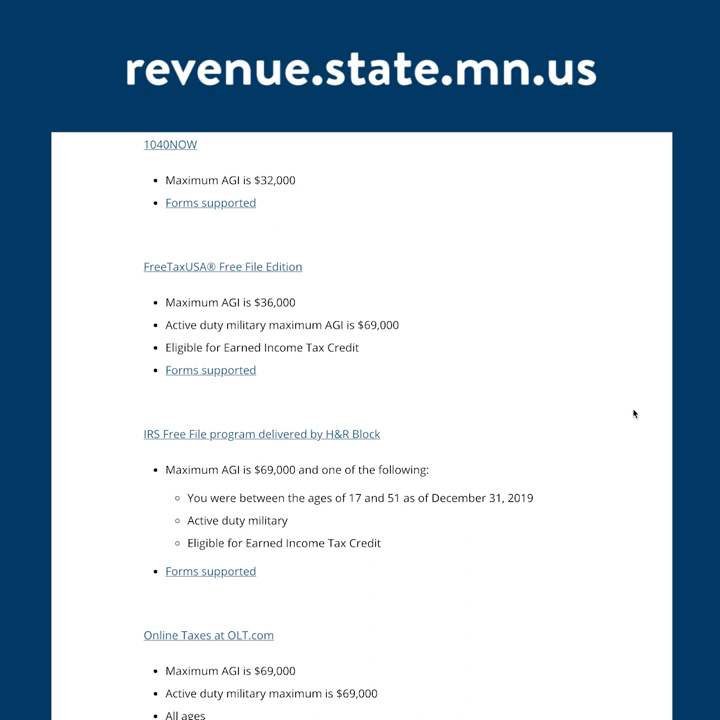 revenue.state.mn.us
1040NOW
Maximum AGI is $32,000
Forms supported
FreeTaxUSA® Free File Edition
Maximum AGI is $36,000
Active duty military maximum AGI is $69,000
Eligible for Earned Income Tax Credit
Forms supported
IRS Free File program delivered by H&R Block
Maximum AGI is $69,000 and one of the following:
You were between the ages of 17 and 51 as of December 31, 2019
Active duty military
Eligible for Earned Income Tax Credit
Forms supported
Online Taxes at OLT.com
Maximum AGI is $69,000
Active duty military maximum is $69,000
All ages